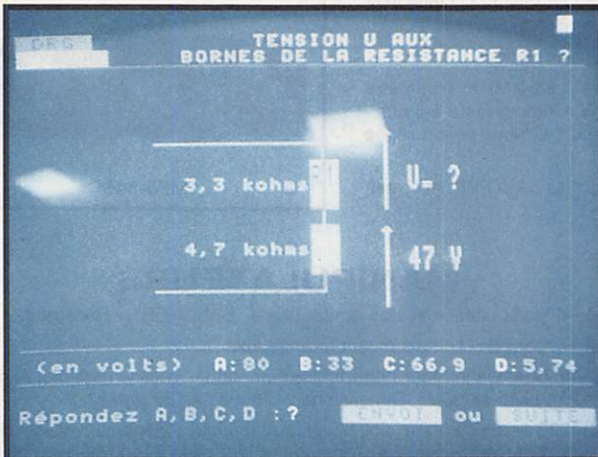 DRG
TENSION U AUX
BORNES DE LA RESISTANCE R1 ?
3,3 kohms
U= ?
4,7 kohms
47 V
(en volts) A:80 B:33 C:66,9 D:5,74
Répondez A,B,C,D :? ENVOI ou SUITE